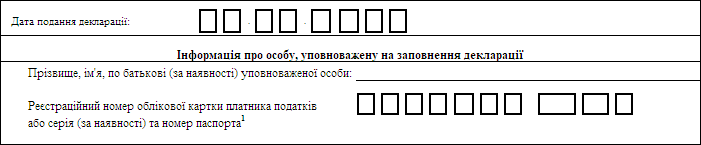 Дата подання декларації:
Інформація про особу, уповноважену на заповнення декларації
Прізвище, ім'я, по батькові (за наявності) уповноваженої особи:
Реєстраційний номер облікової картки платника податків
або серія (за наявності) та номер паспорта1